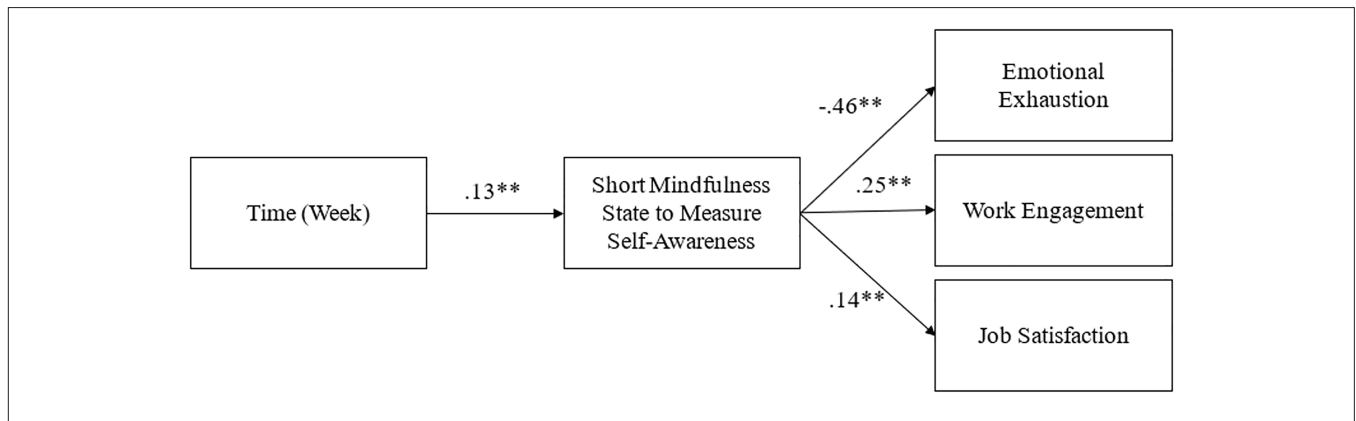 Emotional
Exhaustion
-.46**
Time (Week)
.13**
Short Mindfulness
State to Measure
Self-Awareness
.25**
Work Engagement
.14**
Job Satisfaction